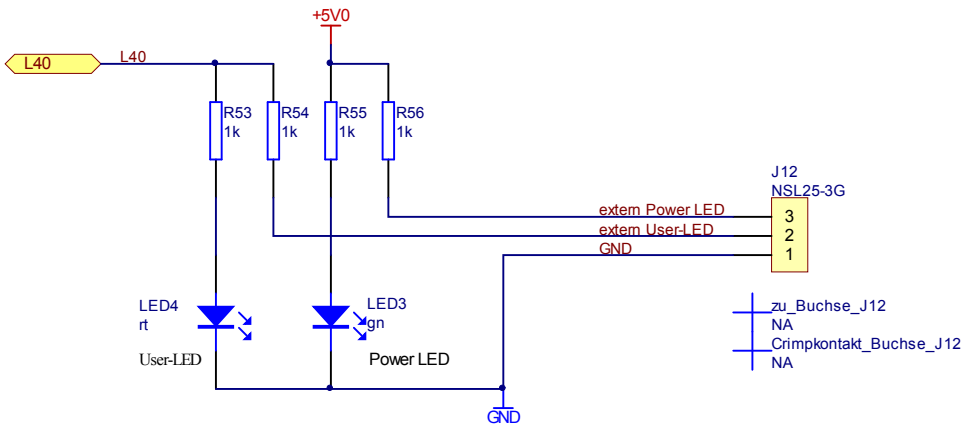 +5V0
L40
L40
R53
1k
R54
1k
R55
1k
R56
1k
J12
NSL25-3G
extern Power LED
3
extern User-LED
2
GND
1
LED4
rt
LED3
gn
User-LED
Power LED
zu_Buchse_J12
NA
Crimpkontakt_Buchse_J12
NA
GND